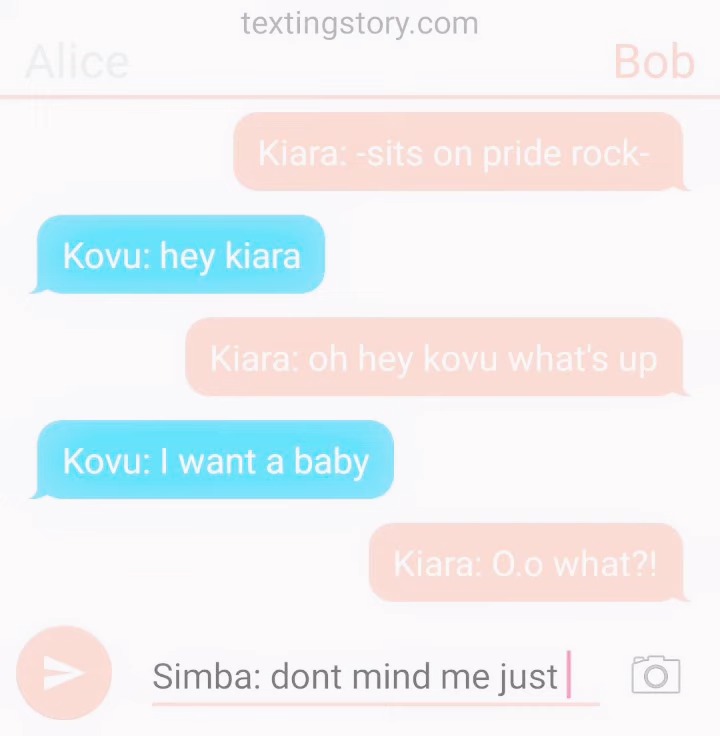 textingstory.com
Alice
Bob
Kiara: -sits on pride rock-
Kovu: hey kiara
Kiara: oh hey kovu what's up
Kovu: I want a baby
Kiara: O.o what?!
Simba: dont mind me just